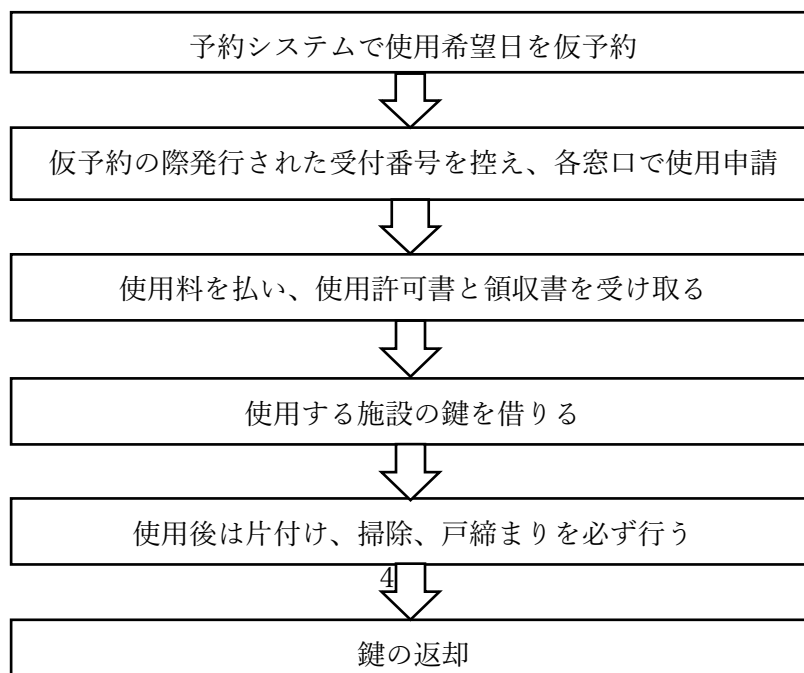 予約システムで使用希望日を仮予約
仮予約の際発行された受付番号を控え、各窓口で使用申請
使用料を払い、使用許可書と領収書を受け取る
使用する施設の鍵を借りる
使用後は片付け、掃除、戸締まりを必ず行う
4
鍵の返却